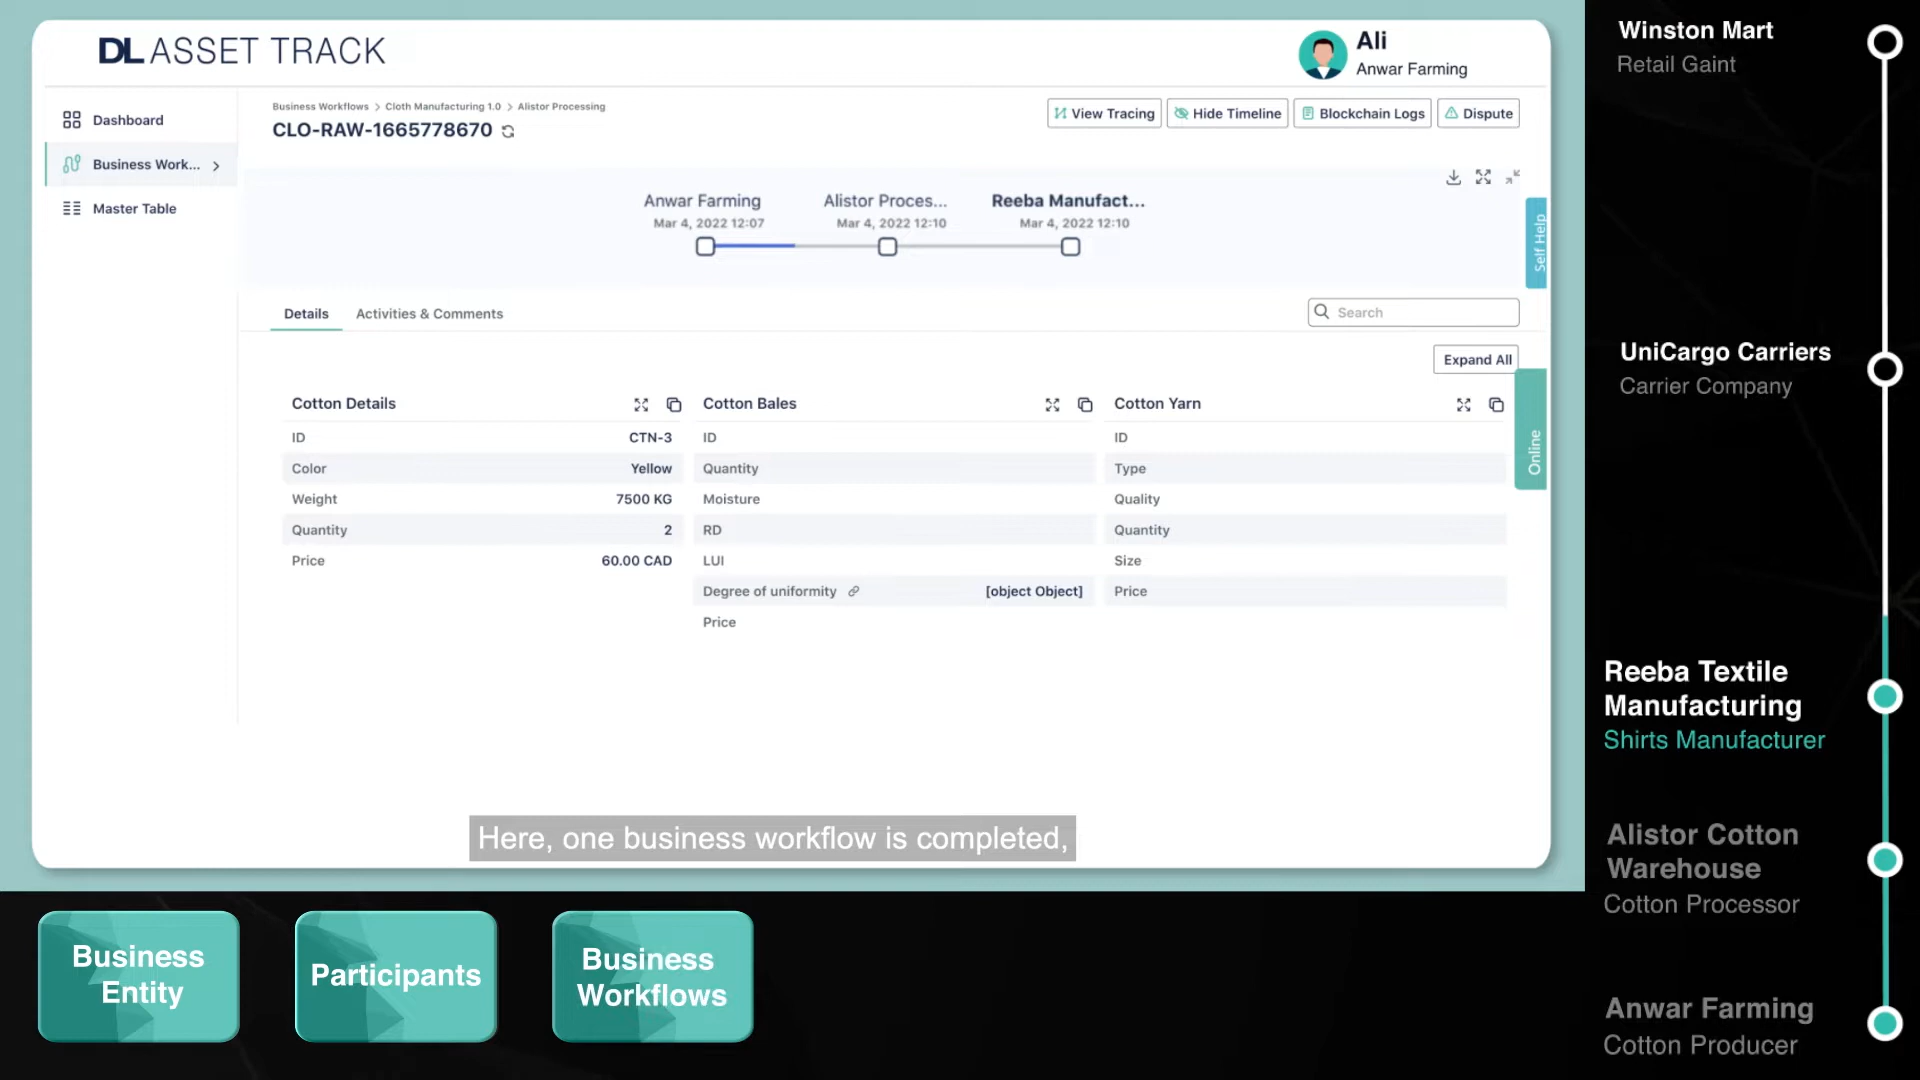 DL ASSET TRACK
Ali
Anwar Farming
Dashboard
Business Work...
Master Table
Business Workflows > Cloth Manufacturing 1.0 > Alistor Processing
CLO-RAW-1665778670
View Tracing
Hide Timeline
Blockchain Logs
Dispute
Anwar Farming
Mar 4, 2022 12:07
Alistor Proces...
Mar 4, 2022 12:10
Reeba Manufact...
Mar 4, 2022 12:10
Self Help
Details
Activities & Comments
Search
Expand All
Online
Cotton Details
ID CTN-3
Color Yellow
Weight 7500 KG
Quantity 2
Price 60.00 CAD
Cotton Bales
ID
Quantity
Moisture
RD
LUI
Degree of uniformity [object Object]
Price
Cotton Yarn
ID
Type
Quality
Quantity
Size
Price
Here, one business workflow is completed,
Business
Entity
Participants
Business
Workflows
Winston Mart
Retail Gaint
UniCargo Carriers
Carrier Company
Reeba Textile
Manufacturing
Shirts Manufacturer
Alistor Cotton
Warehouse
Cotton Processor
Anwar Farming
Cotton Producer